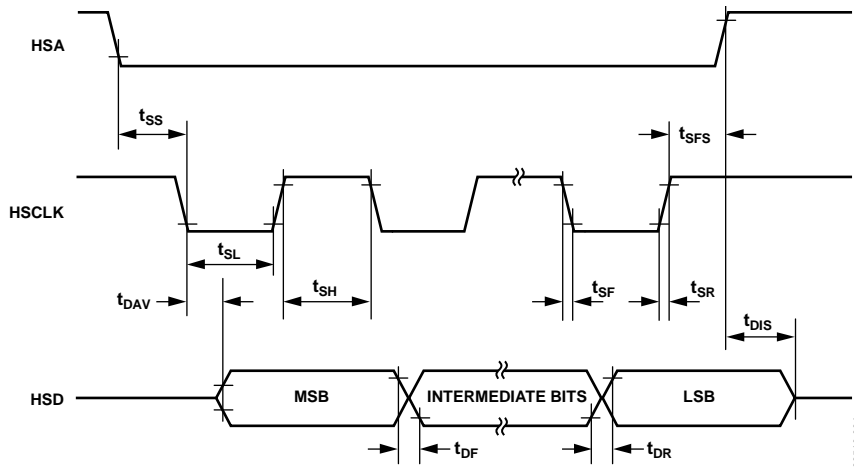 HSA
tSS
tSFS
HSCLK
tSL
tSH
tSF
tSR
tDAV
tDIS
HSD
MSB
INTERMEDIATE BITS
LSB
tDF
tDR